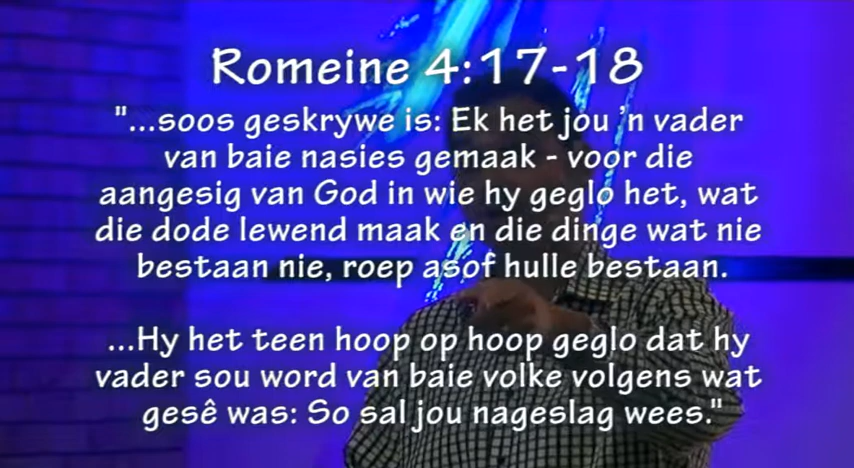 Romeine 4:17-18
"...soos geskrywe is: Ek het jou 'n vader
van baie nasies gemaak - voor die
aangesig van God in wie hy geglo het, wat
die dode lewend maak en die dinge wat nie
bestaan nie, roep asof hulle bestaan.
...Hy het teen hoop op hoop geglo dat hy
vader sou word van baie volke volgens wat
gesê was: So sal jou nageslag wees."